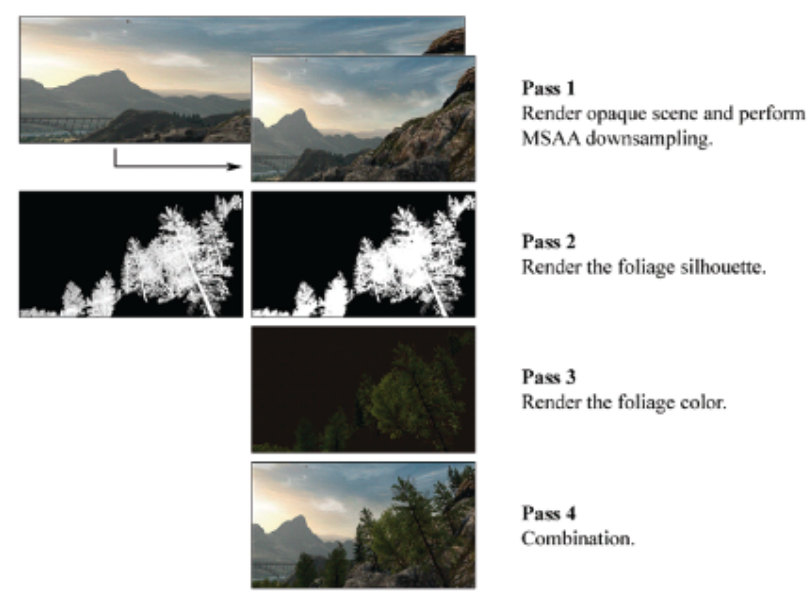 Pass 1
Render opaque scene and perform
MSAA downsampling.
Pass 2
Render the foliage silhouette.
Pass 3
Render the foliage color.
Pass 4
Combination.